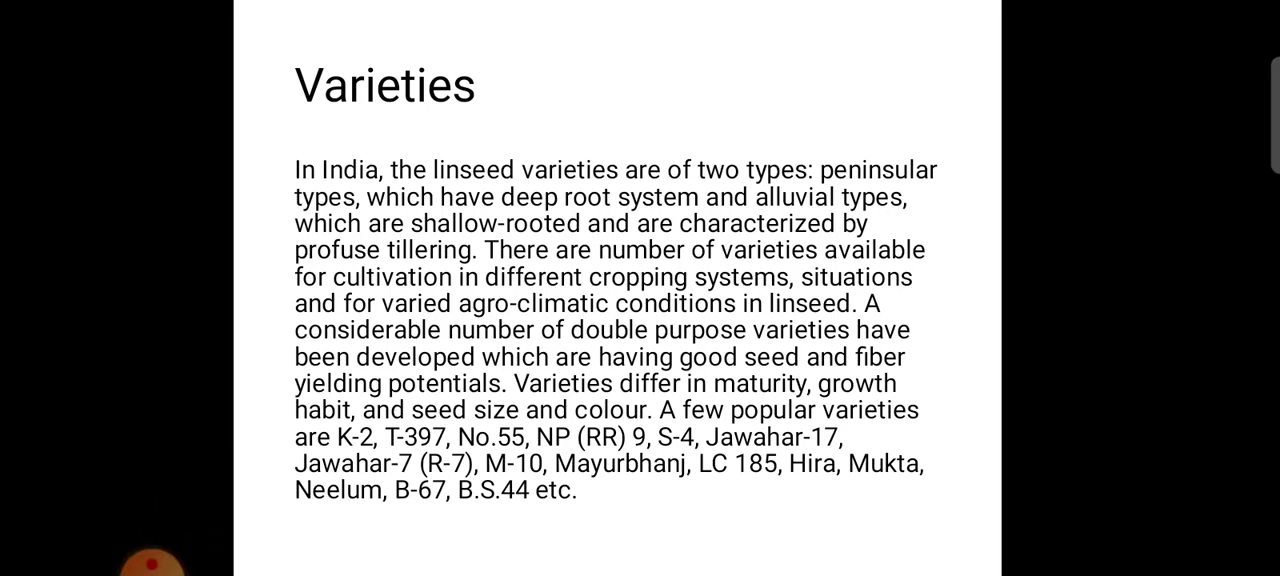 Varieties
In India, the linseed varieties are of two types: peninsular
types, which have deep root system and alluvial types,
which are shallow-rooted and are characterized by
profuse tillering. There are number of varieties available
for cultivation in different cropping systems, situations
and for varied agro-climatic conditions in linseed. A
considerable number of double purpose varieties have
been developed which are having good seed and fiber
yielding potentials. Varieties differ in maturity, growth
habit, and seed size and colour. A few popular varieties
are K-2, T-397, No.55, NP (RR) 9, S-4, Jawahar-17,
Jawahar-7 (R-7), M-10, Mayurbhanj, LC 185, Hira, Mukta,
Neelum, B-67, B.S.44 etc.